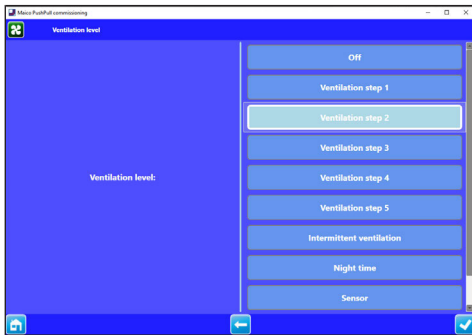 Maico PushPull commissioning
Ventilation level
Off
Ventilation step 1
Ventilation step 2
Ventilation step 3
Ventilation level:
Ventilation step 4
Ventilation step 5
Intermittent ventilation
Night time
Sensor